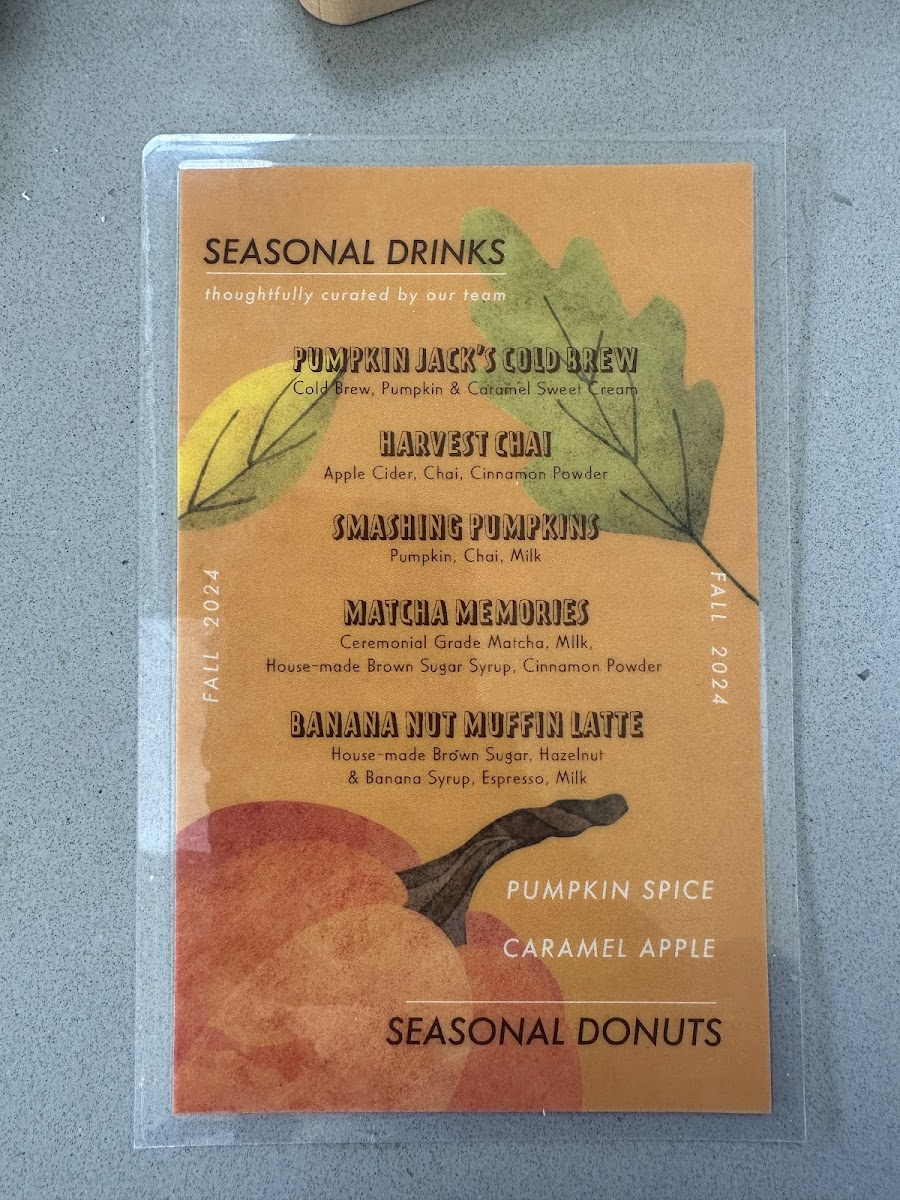 SEASONAL DRINKS
thoughtfully curated by our team
PUMPKIN JACK'S COLD BREW
Cold Brew, Pumpkin & Caramel Sweet Cream
HARVEST CHAI
Apple Cider, Chai, Cinnamon Powder
SMASHING PUMPKINS
Pumpkin, Chai, Milk
FALL 2024
FALL 2024
MATCHA MEMORIES
Ceremonial Grade Matcha, MIlk,
House-made Brown Sugar Syrup, Cinnamon Powder
BANANA NUT MUFFIN LATTE
House-made Brown Sugar, Hazelnut
& Banana Syrup, Espresso, Milk
PUMPKIN SPICE
CARAMEL APPLE
SEASONAL DONUTS